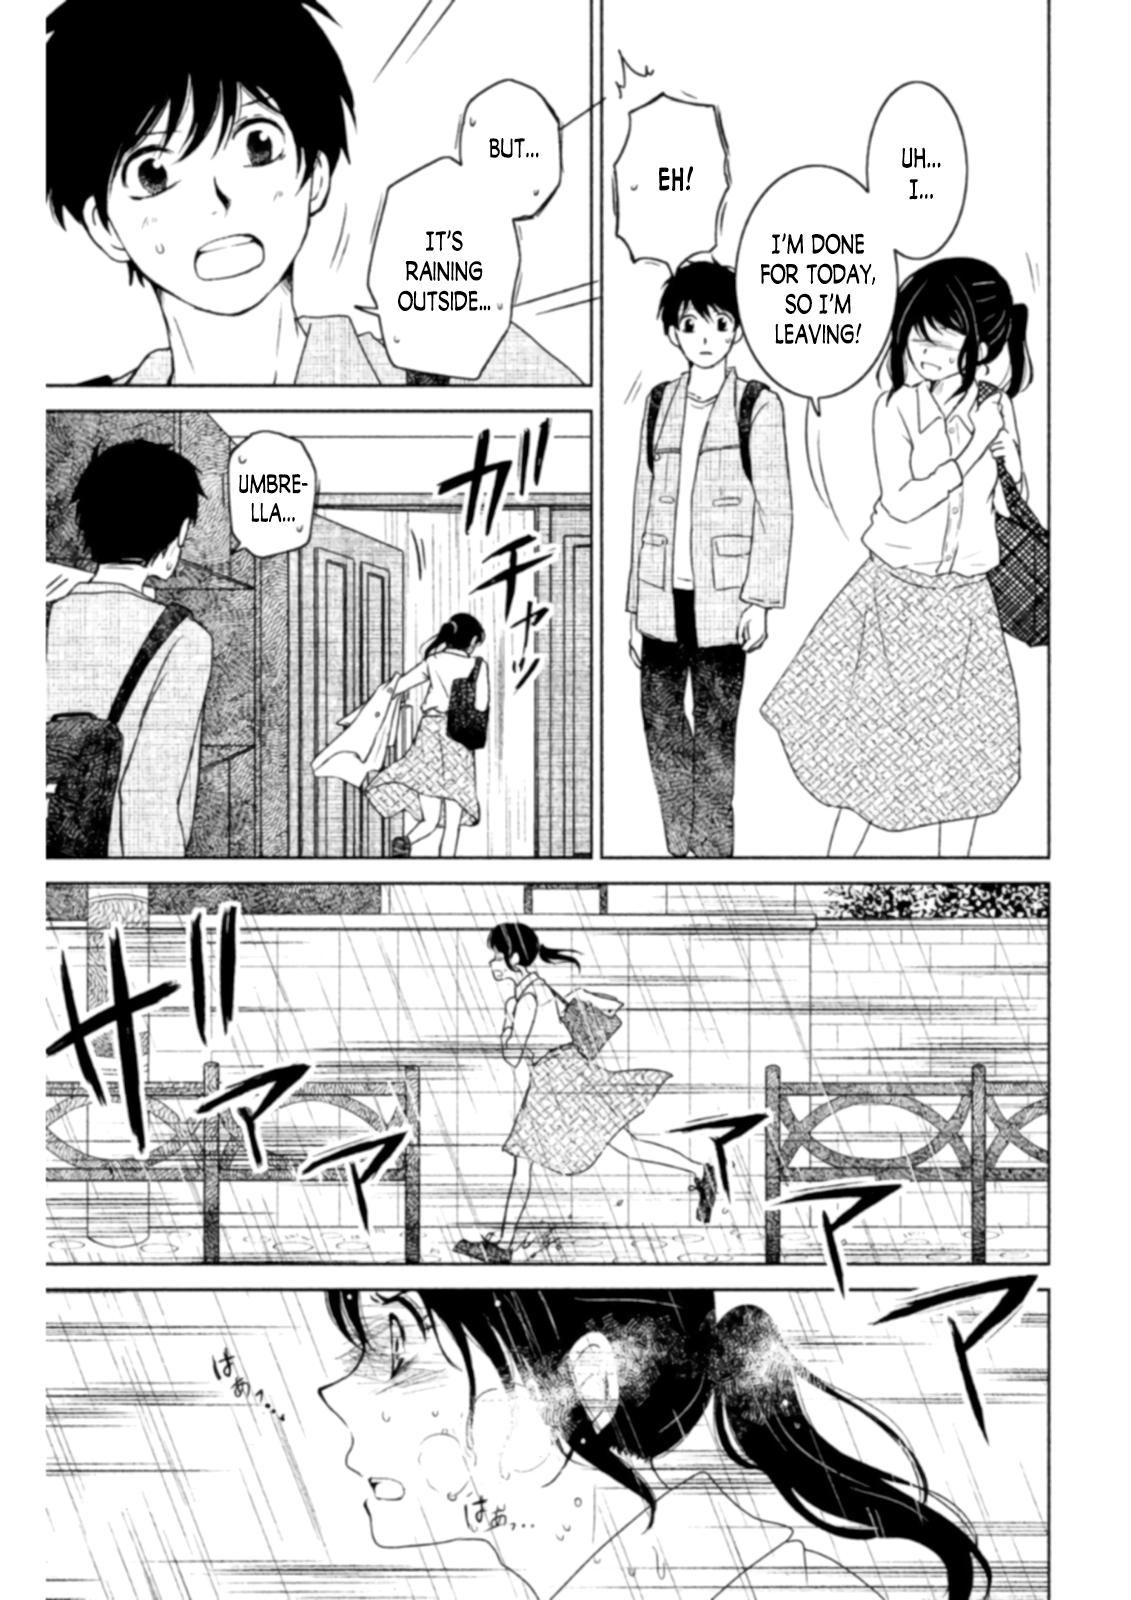 UH...
I...
I'M DONE
FOR TODAY,
SO I'M
LEAVING!
EH!
BUT...
IT'S
RAINING
OUTSIDE...
UMBRE-
LLA...
ガチャッ
ザァァァァァ
はぁっ...
はぁっ...